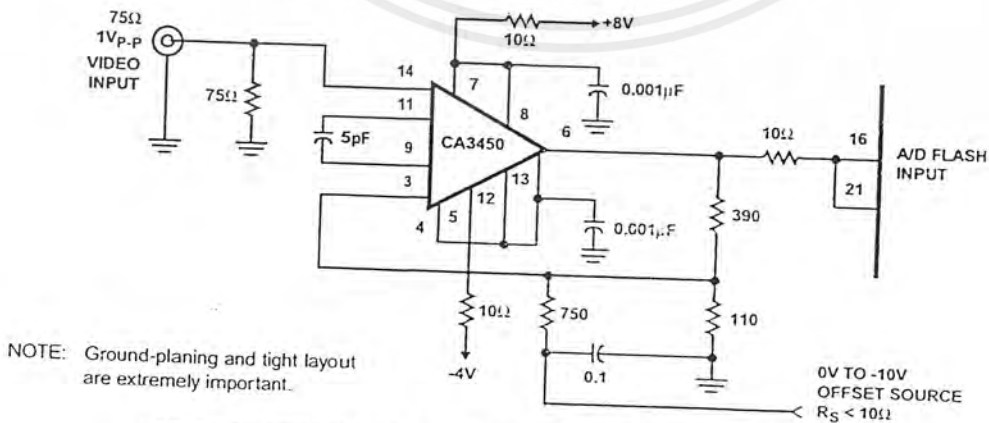 75Ω
1VP-P
VIDEO
INPUT
75Ω
14
11
9
3
4
5pF
10Ω
+8V
7
8
0.001µF
CA3450
6
13
12
5
0.001µF
10Ω
-4V
10Ω
16
21
A/D FLASH
INPUT
390
750
110
0.1
0V TO -10V
OFFSET SOURCE
RS < 10Ω
NOTE: Ground-planing and tight layout
are extremely important.